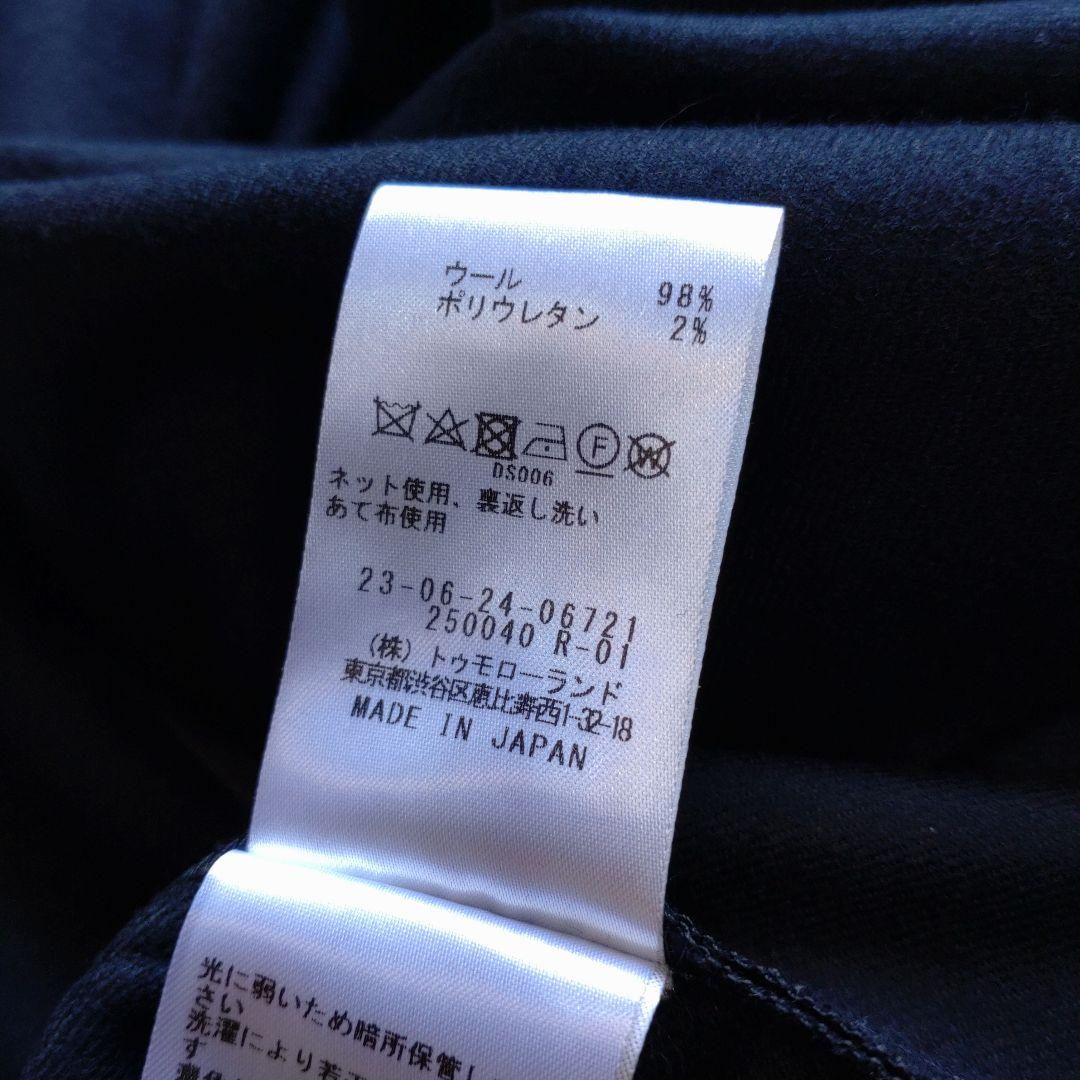 ウール 98%
ポリウレタン 2%
F W
DS006
ネット使用、裏返し洗い
あて布使用
23-06-24-06721
250040 R-01
(株) トゥモローランド
東京都渋谷区恵比寿西1-32-18
MADE IN JAPAN
光に弱いため暗所保管し
さい
洗濯により若
す